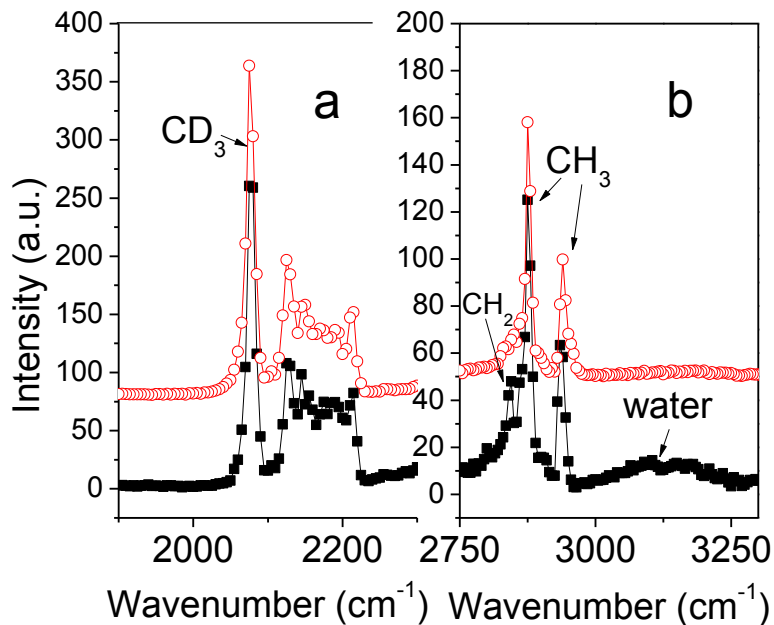 400
350
300
250
200
150
100
50
0
Intensity (a.u.)
a
CD₃
2000
2200
Wavenumber (cm⁻¹)
200
180
160
140
120
100
80
60
40
20
0
b
CH₃
CH₂
water
2750
3000
3250
Wavenumber (cm⁻¹)